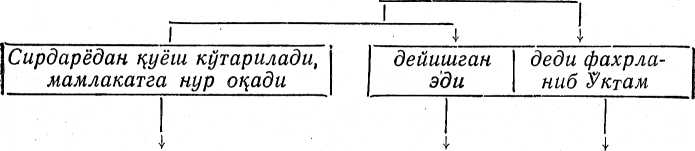 Сирдарёдан қуёш кўтарилади,
мамлакатга нур оқади
дейишган
эди
деди фахрла-
ниб Ўктам